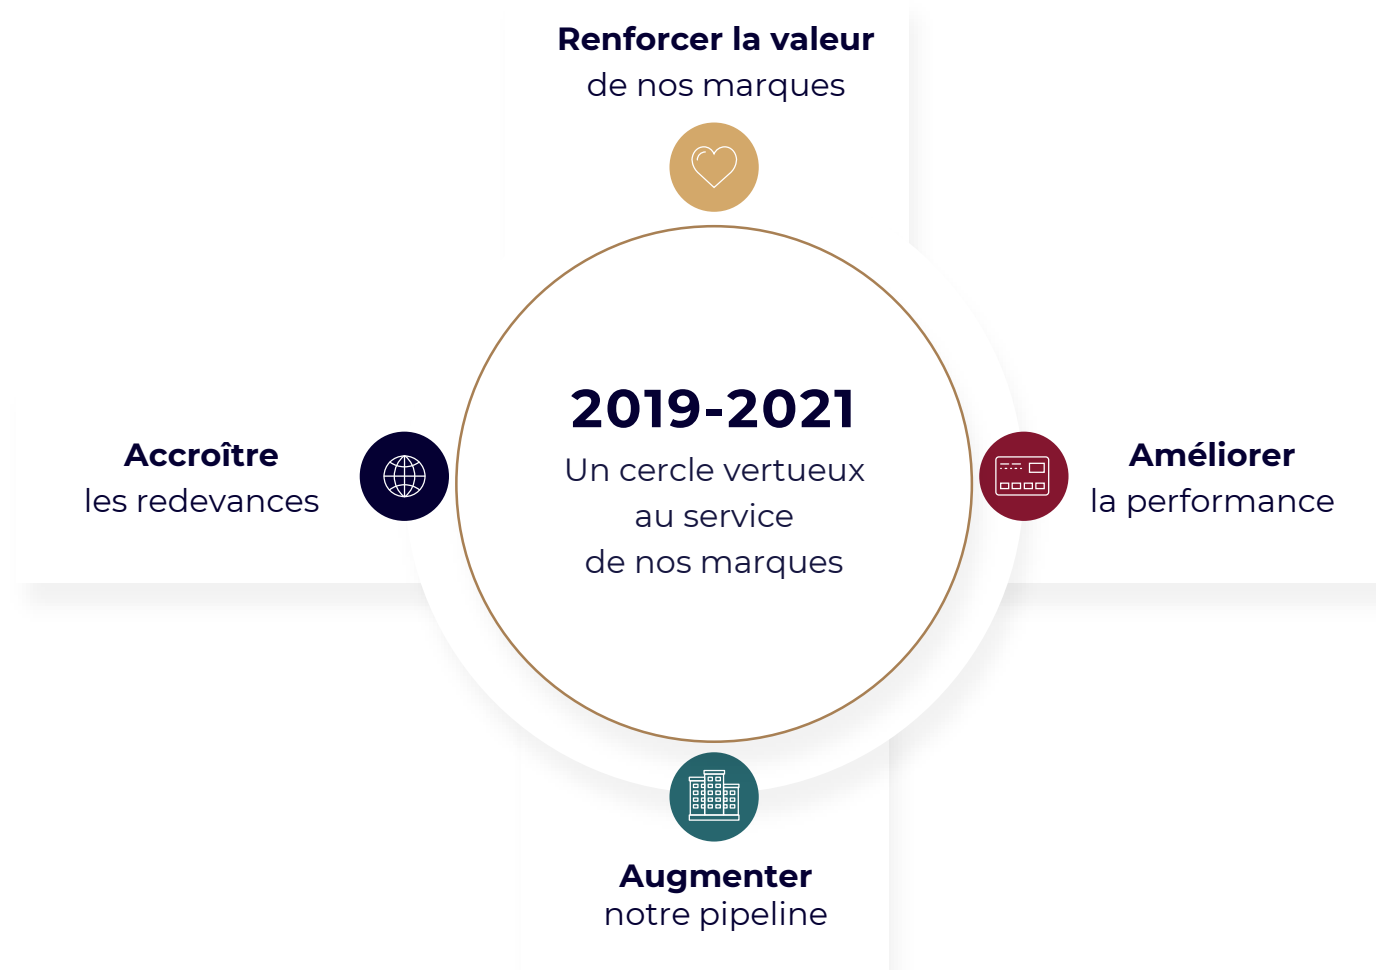 Renforcer la valeur
de nos marques
2019-2021
Un cercle vertueux
au service
de nos marques
Accroître
les redevances
Améliorer
la performance
Augmenter
notre pipeline